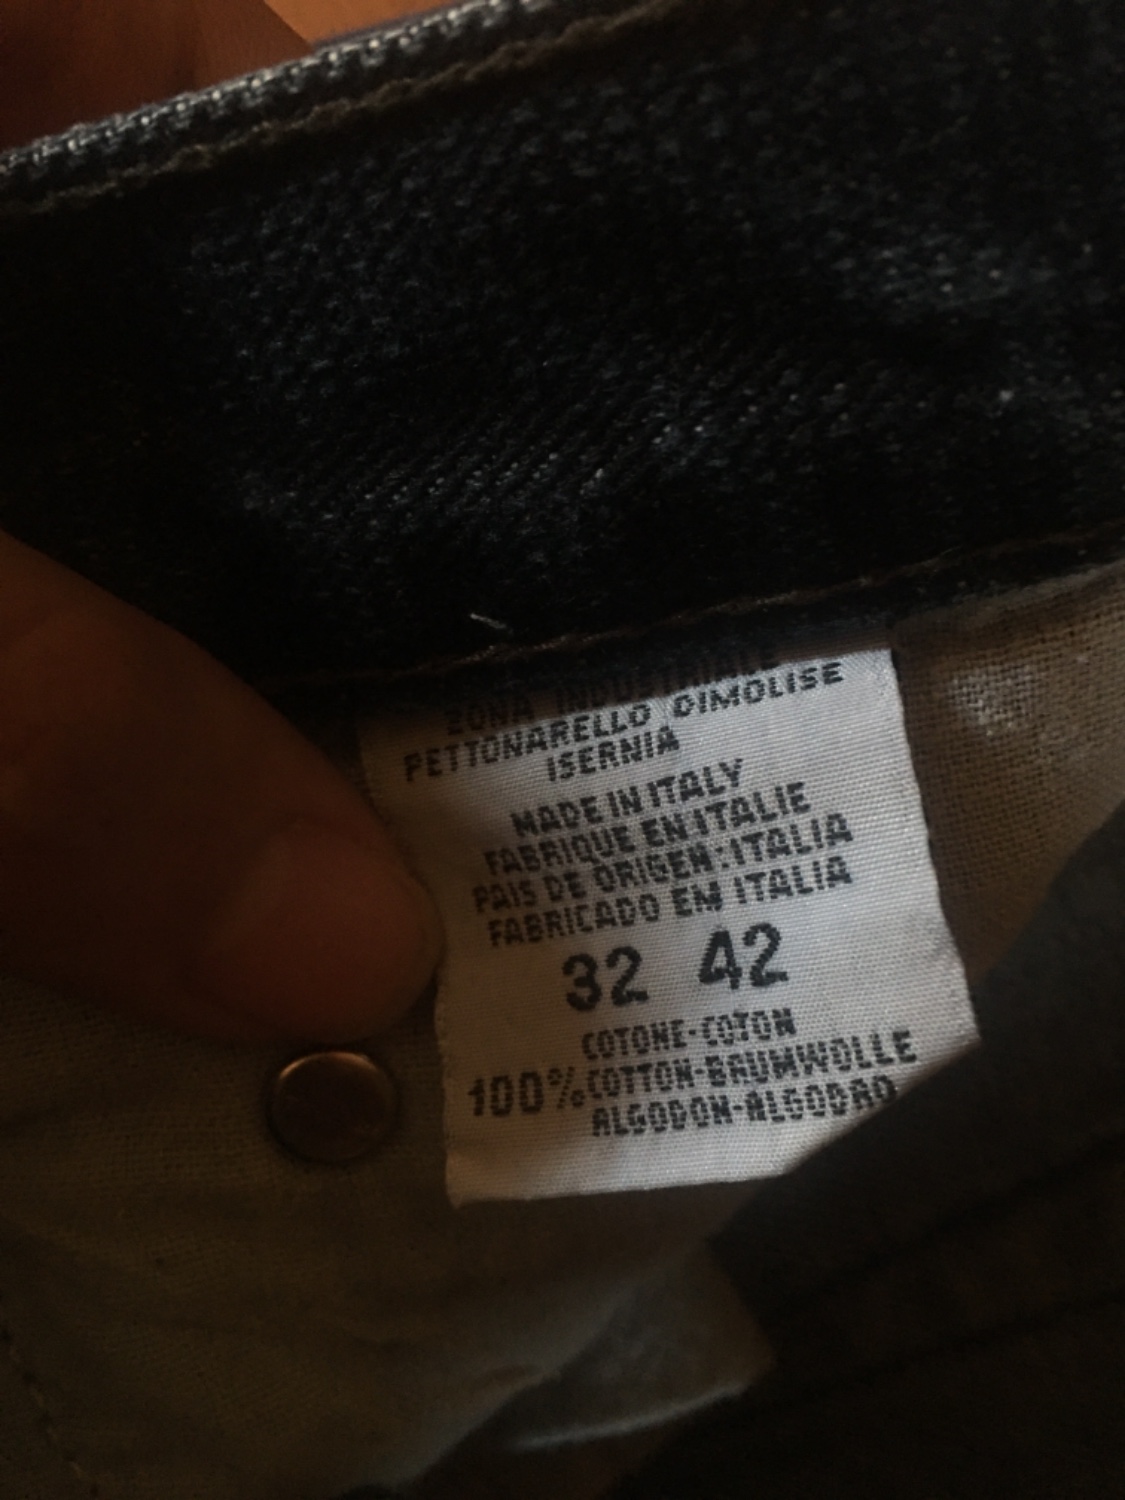 ZONA INDUSTRIALE
PETTONARELLO DIMOLISE
ISERNIA
MADE IN ITALY
FABRIQUE EN ITALIE
PAIS DE ORIGEN:ITALIA
FABRICADO EM ITALIA
32 42
COTONE-COTON
100% COTTON-BAUMWOLLE
ALGODON-ALGODAO